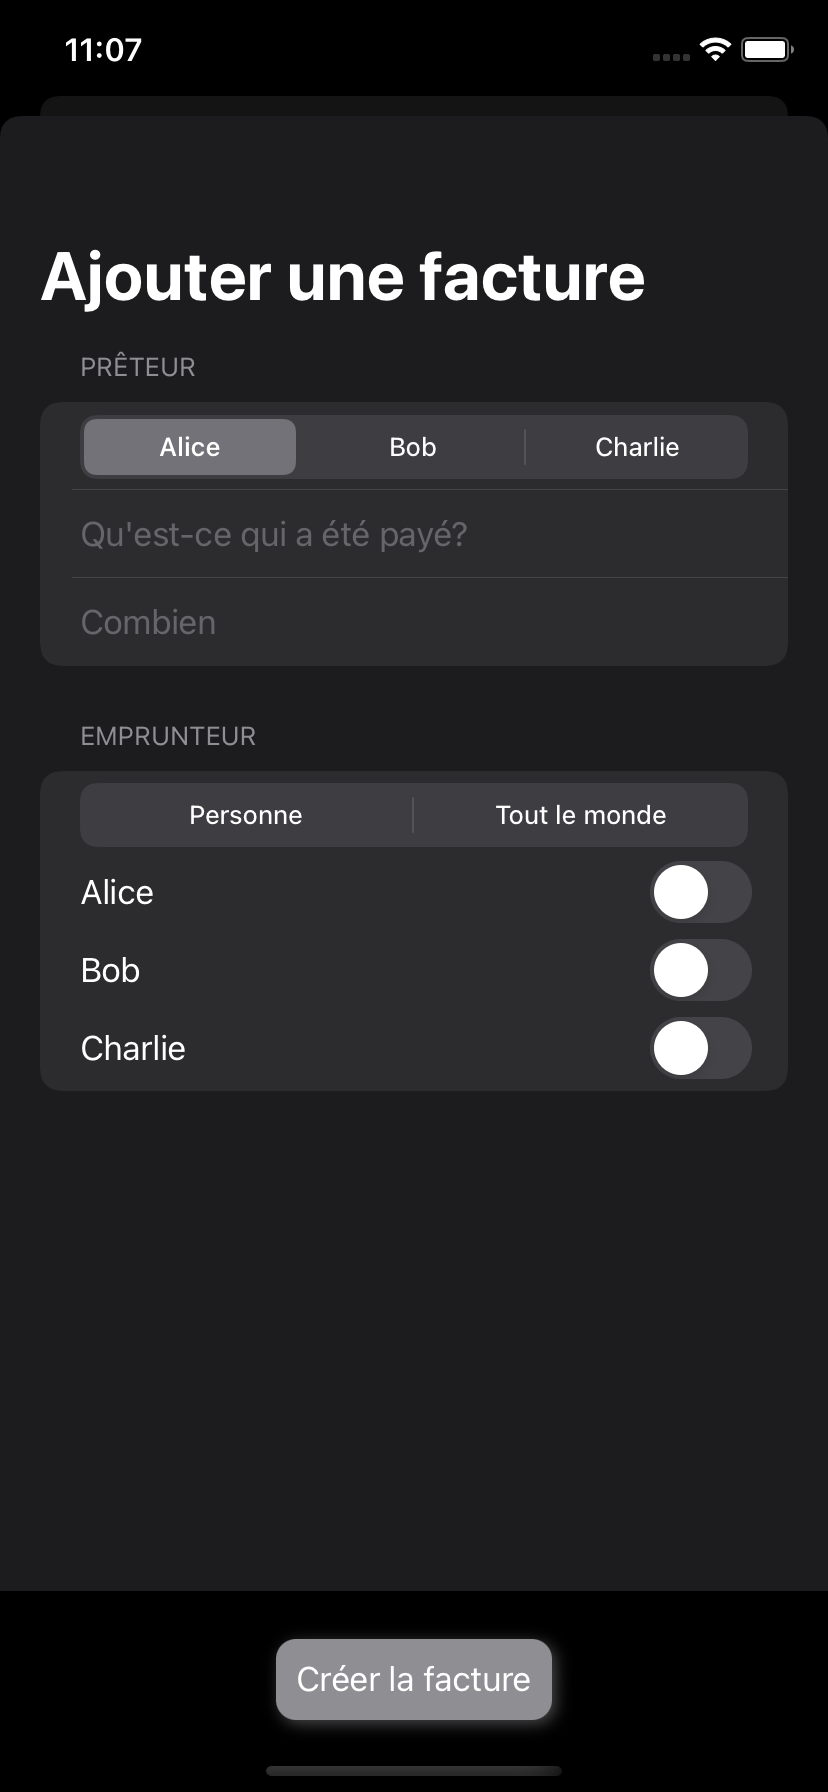 11:07
Ajouter une facture
PRÊTEUR
Alice Bob Charlie
Qu'est-ce qui a été payé?
Combien
EMPRUNTEUR
Personne Tout le monde
Alice
Bob
Charlie
Créer la facture